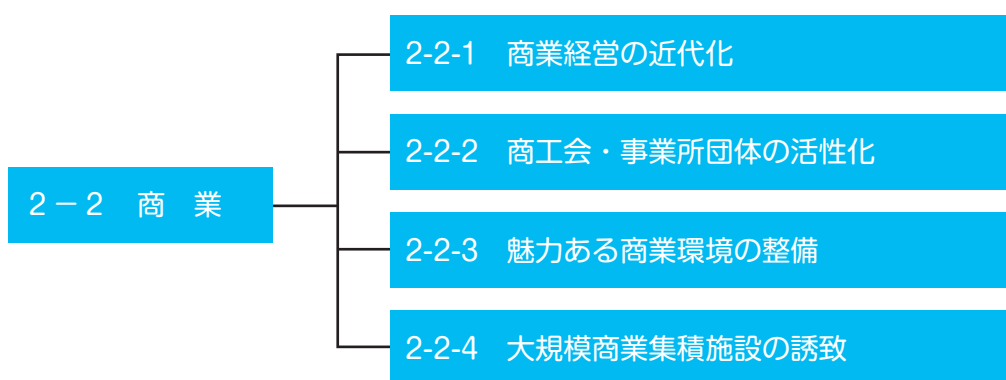 2－2　商　業
2-2-1　商業経営の近代化
2-2-2　商工会・事業所団体の活性化
2-2-3　魅力ある商業環境の整備
2-2-4　大規模商業集積施設の誘致